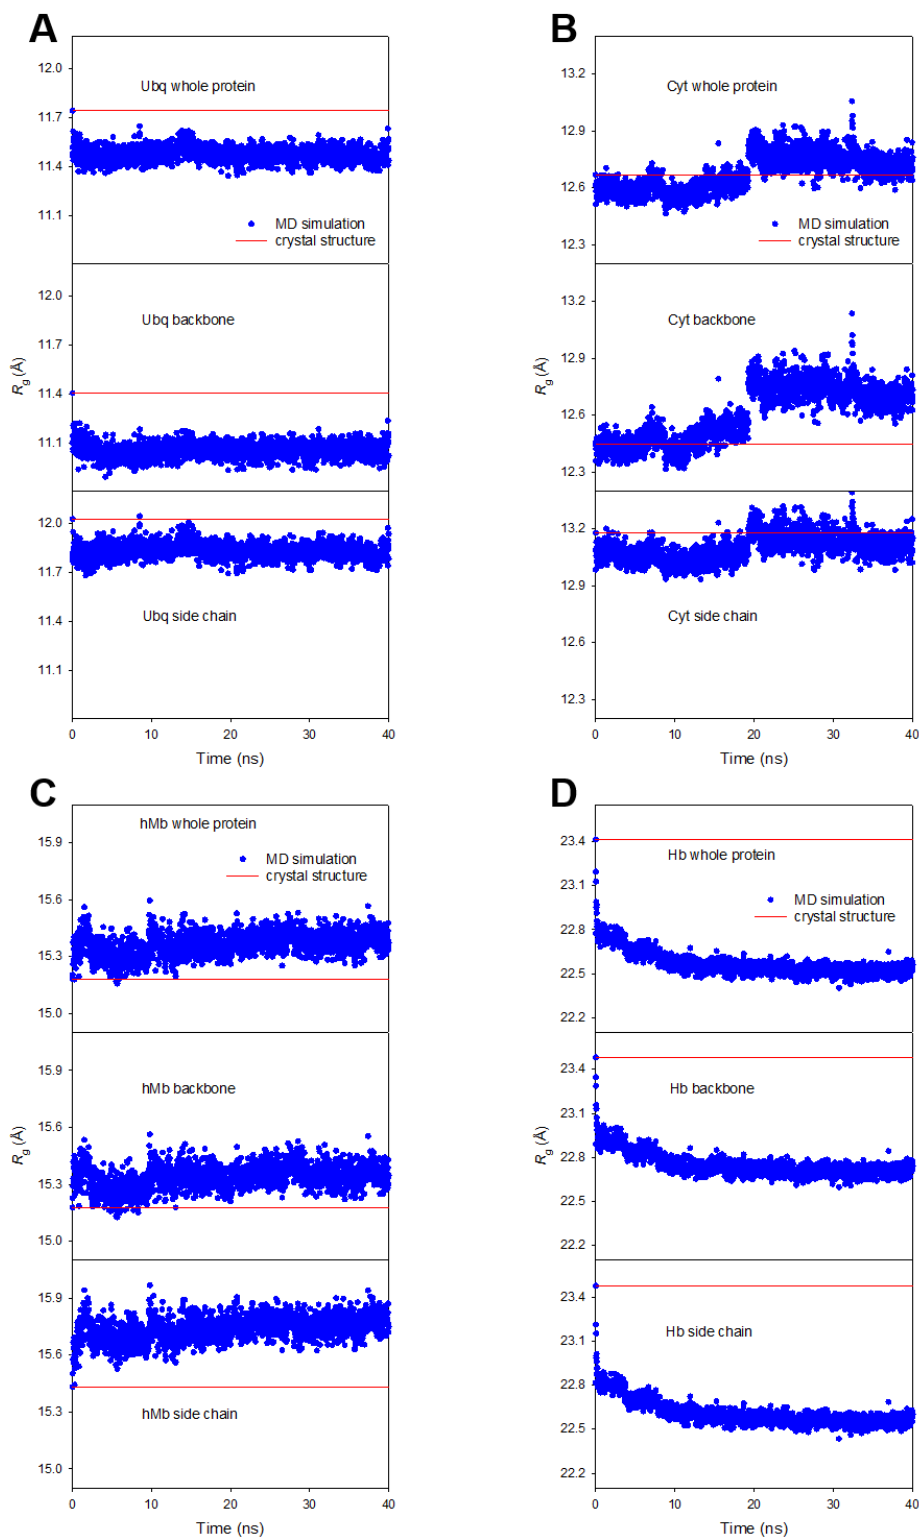 A
12.0
Ubq whole protein
11.7
11.4
MD simulation
crystal structure
11.1
12.0
Ubq backbone
11.7
Rg (Å)
11.4
11.1
12.0
11.7
Ubq side chain
11.4
11.1
0 10 20 30 40
Time (ns)
B
13.2
Cyt whole protein
12.9
12.6
MD simulation
crystal structure
12.3
13.2
Cyt backbone
12.9
Rg (Å)
12.6
12.3
13.2
12.9
Cyt side chain
12.6
12.3
0 10 20 30 40
Time (ns)
C
hMb whole protein
15.9
MD simulation
crystal structure
15.6
15.3
15.0
15.9
hMb backbone
15.6
Rg (Å)
15.3
15.0
15.9
15.6
15.3
hMb side chain
15.0
0 10 20 30 40
Time (ns)
D
23.4
Hb whole protein
23.1
MD simulation
crystal structure
22.8
22.5
22.2
23.4
Hb backbone
23.1
Rg (Å)
22.8
22.5
22.2
23.4
Hb side chain
23.1
22.8
22.5
22.2
0 10 20 30 40
Time (ns)